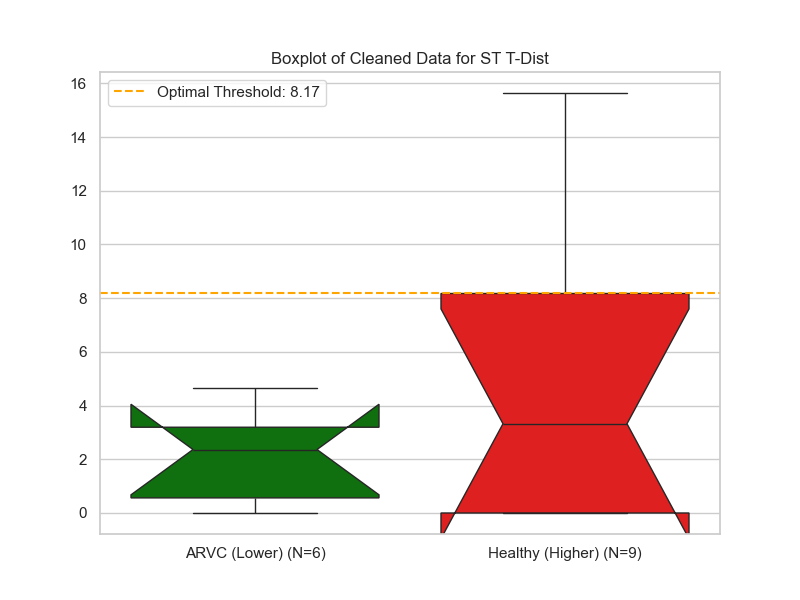 Boxplot of Cleaned Data for ST T-Dist
Optimal Threshold: 8.17
16
14
12
10
8
6
4
2
0
ARVC (Lower) (N=6)
Healthy (Higher) (N=9)